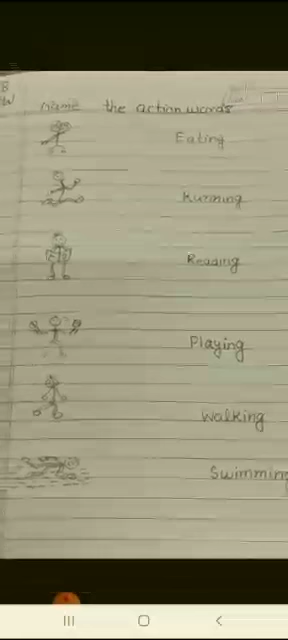 Name the action words
Eating
Running
Reading
Playing
Walking
Swimming